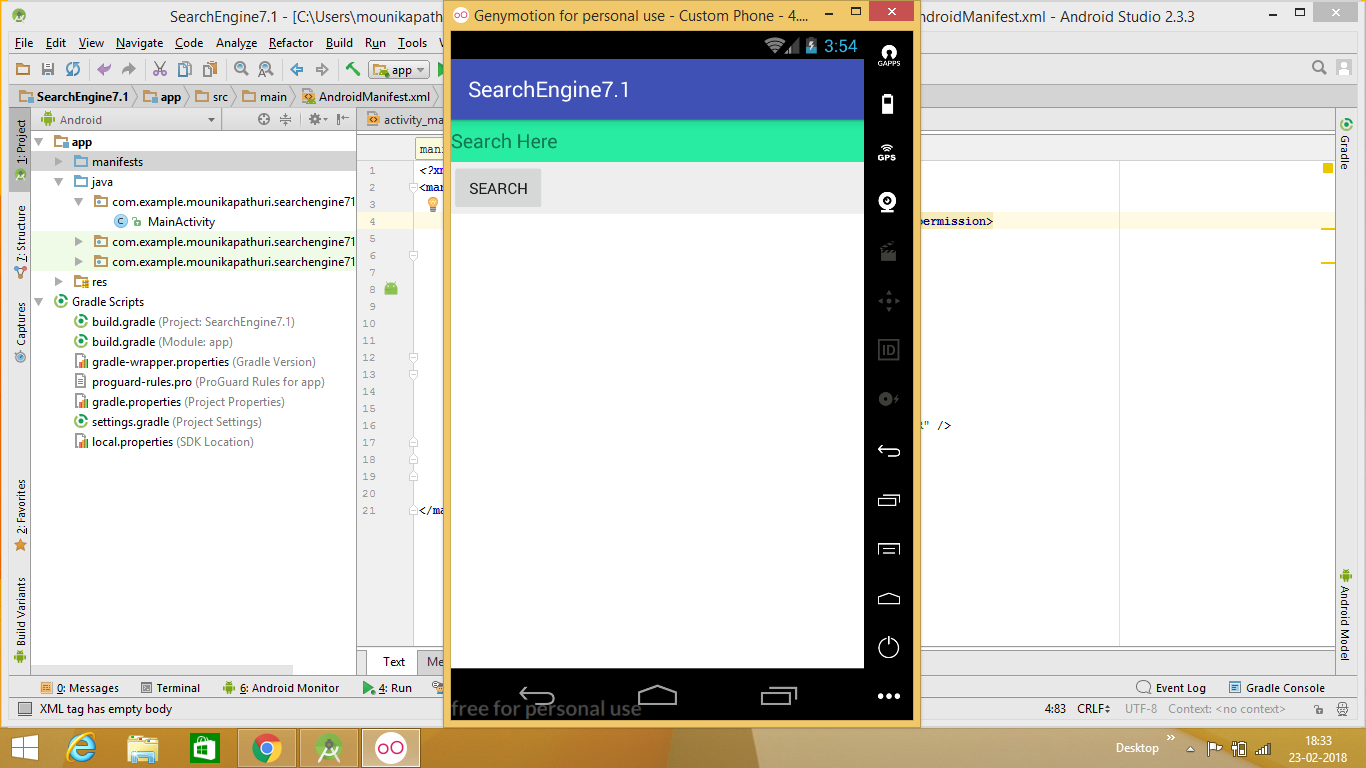 SearchEngine7.1 - [C:\Users\mounikapathu
Genymotion for personal use - Custom Phone - 4....
ndroidManifest.xml - Android Studio 2.3.3
File Edit View Navigate Code Analyze Refactor Build Run Tools
app
SearchEngine7.1 app src main AndroidManifest.xml
Android
activity_ma
1: Project
7: Structure
Captures
2: Favorites
Build Variants
app
manifests
java
com.example.mounikapathuri.searchengine71
MainActivity
com.example.mounikapathuri.searchengine71
com.example.mounikapathuri.searchengine71
res
Gradle Scripts
build.gradle (Project: SearchEngine7.1)
build.gradle (Module: app)
gradle-wrapper.properties (Gradle Version)
proguard-rules.pro (ProGuard Rules for app)
gradle.properties (Project Properties)
settings.gradle (Project Settings)
local.properties (SDK Location)
mani
1 <?xm
2 <man
3
4
5
6
7
8
9
10
11
12
13
14
15
16
17
18
19
20
21 </ma
3:54
SearchEngine7.1
Search Here
SEARCH
free for personal use
GAPPS
GPS
ID
permission>
" />
Gradle
Android Model
Text
Me
0: Messages Terminal 6: Android Monitor 4: Run
Event Log Gradle Console
XML tag has empty body
4:83 CRLF UTF-8 Context: <no context>
Desktop
18:33
23-02-2018